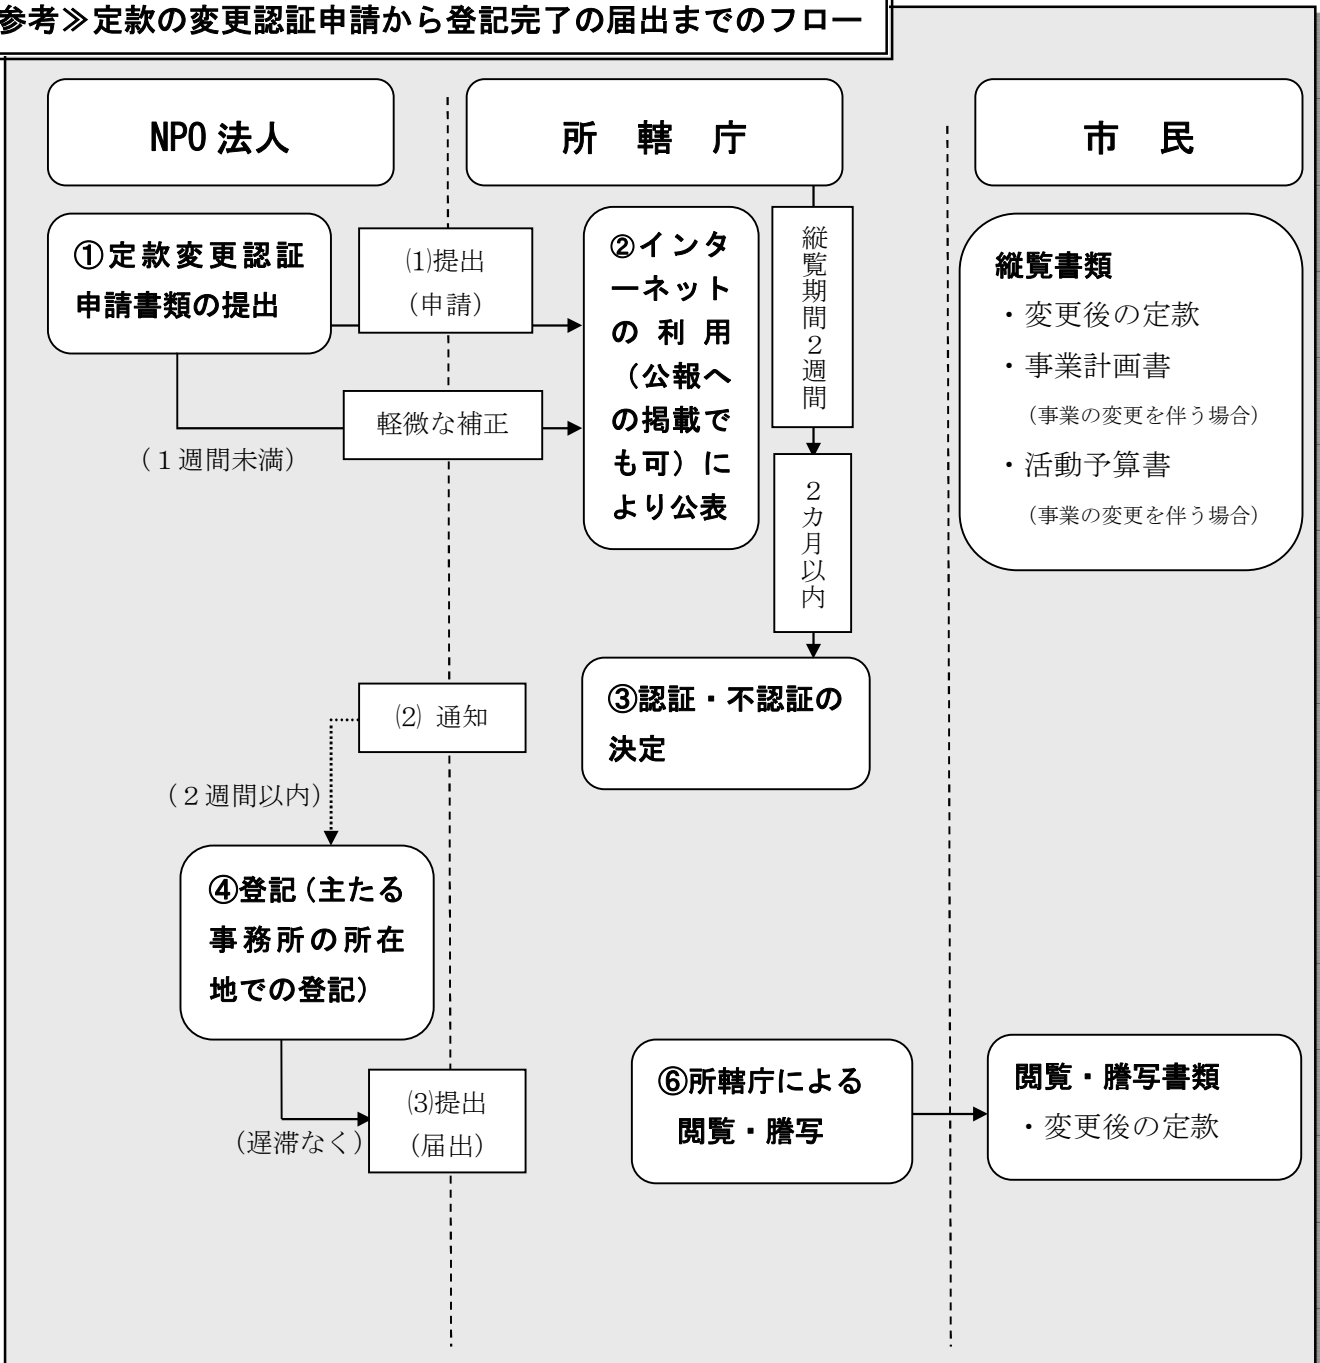 参考≫定款の変更認証申請から登記完了の届出までのフロー
NPO法人
所 轄 庁
市 民
①定款変更認証
申請書類の提出
⑴提出
（申請）
軽微な補正
（１週間未満）
②インタ
ーネット
の利用
（公報へ
の掲載で
も可）に
より公表
縦覧期間２週間
２カ月以内
縦覧書類
・変更後の定款
・事業計画書
（事業の変更を伴う場合）
・活動予算書
（事業の変更を伴う場合）
③認証・不認証の
決定
⑵ 通知
（２週間以内）
④登記（主たる
事務所の所在
地での登記）
⑶提出
（届出）
（遅滞なく）
⑥所轄庁による
閲覧・謄写
閲覧・謄写書類
・変更後の定款